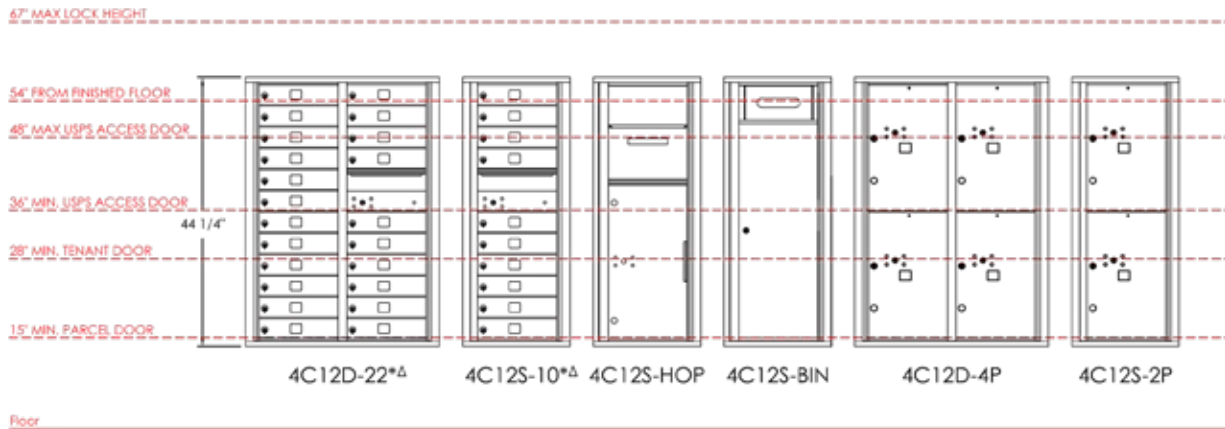 67" MAX LOCK HEIGHT
54" FROM FINISHED FLOOR
48" MAX USPS ACCESS DOOR
36" MIN. USPS ACCESS DOOR
44 1/4"
28" MIN. TENANT DOOR
15" MIN. PARCEL DOOR
4C12D-22*Δ 4C12S-10*Δ 4C12S-HOP 4C12S-BIN 4C12D-4P 4C12S-2P
Floor